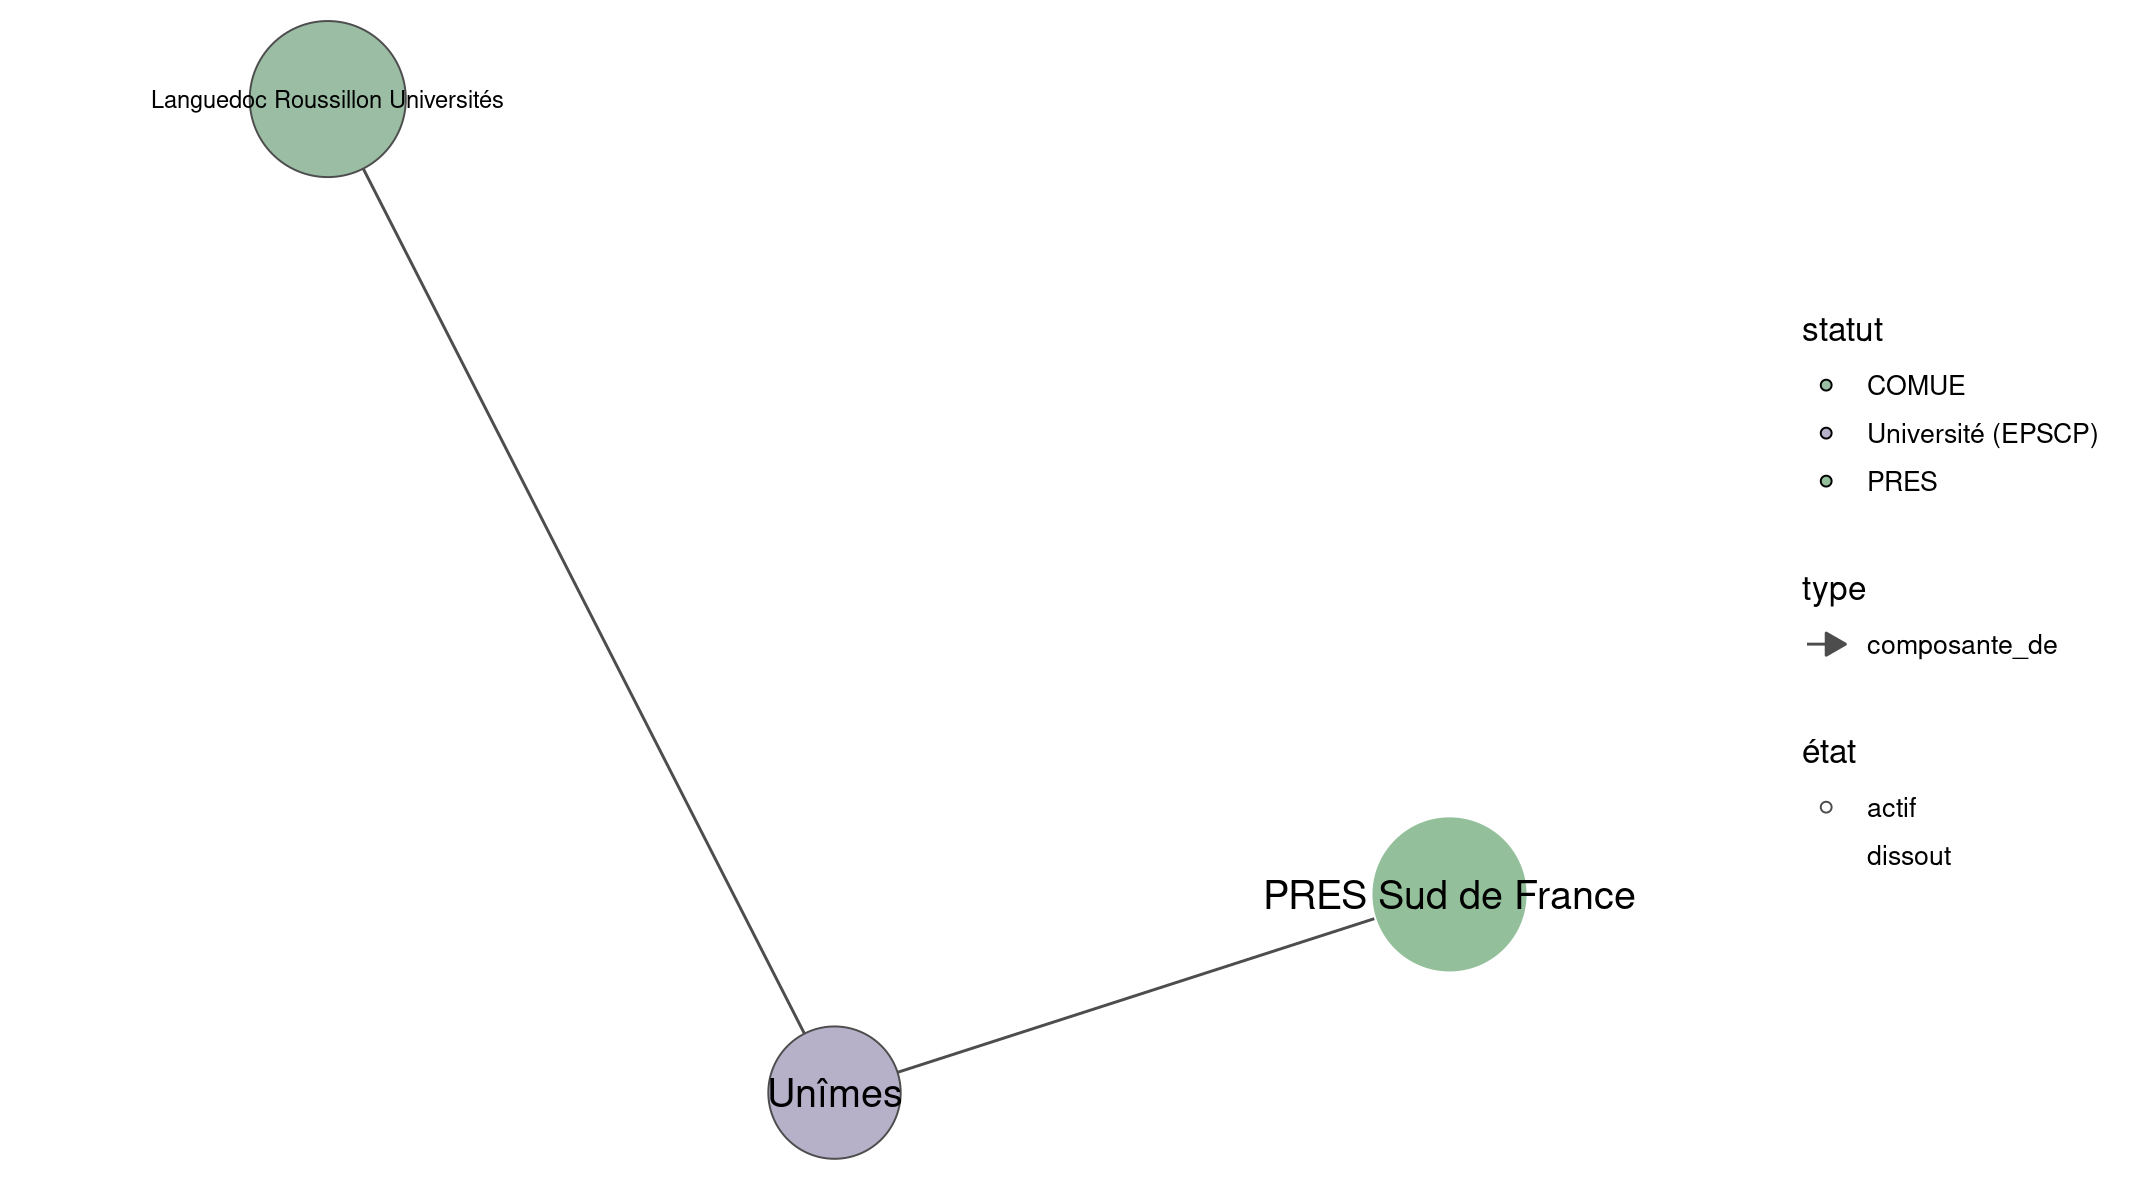 Languedoc Roussillon Universités
PRES Sud de France
Unîmes
statut
COMUE
Université (EPSCP)
PRES
type
composante_de
état
actif
dissout